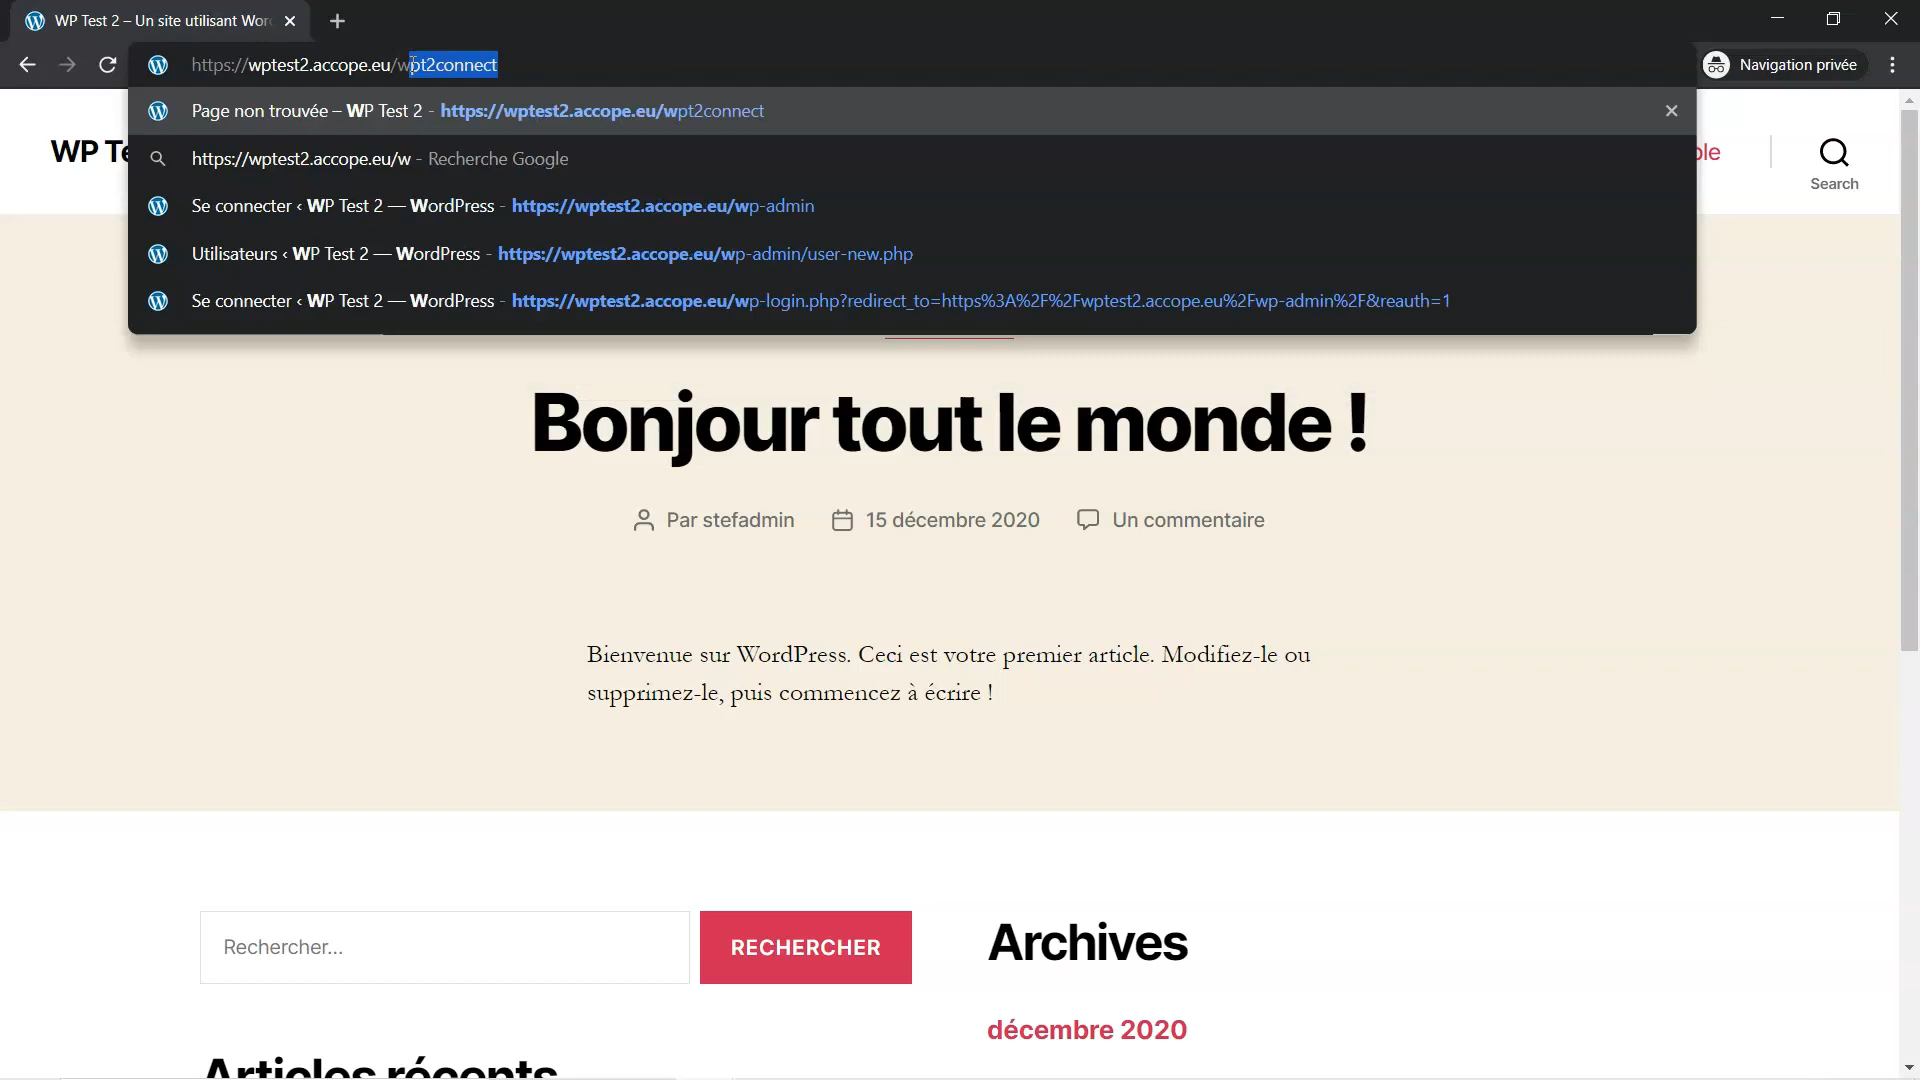 WP Test 2 – Un site utilisant Wor
https://wptest2.accope.eu/wpt2connect
Navigation privée
Page non trouvée – WP Test 2 - https://wptest2.accope.eu/wpt2connect
https://wptest2.accope.eu/w - Recherche Google
Se connecter ‹ WP Test 2 — WordPress - https://wptest2.accope.eu/wp-admin
Utilisateurs ‹ WP Test 2 — WordPress - https://wptest2.accope.eu/wp-admin/user-new.php
Se connecter ‹ WP Test 2 — WordPress - https://wptest2.accope.eu/wp-login.php?redirect_to=https%3A%2F%2Fwptest2.accope.eu%2Fwp-admin%2F&reauth=1
WP Te
ple
Search
Bonjour tout le monde !
Par stefadmin
15 décembre 2020
Un commentaire
Bienvenue sur WordPress. Ceci est votre premier article. Modifiez-le ou
supprimez-le, puis commencez à écrire !
Rechercher…
RECHERCHER
Archives
décembre 2020
Articles récents